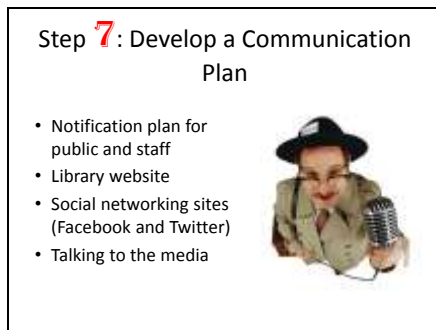 Step 7: Develop a Communication
Plan
• Notification plan for
public and staff
• Library website
• Social networking sites
(Facebook and Twitter)
• Talking to the media